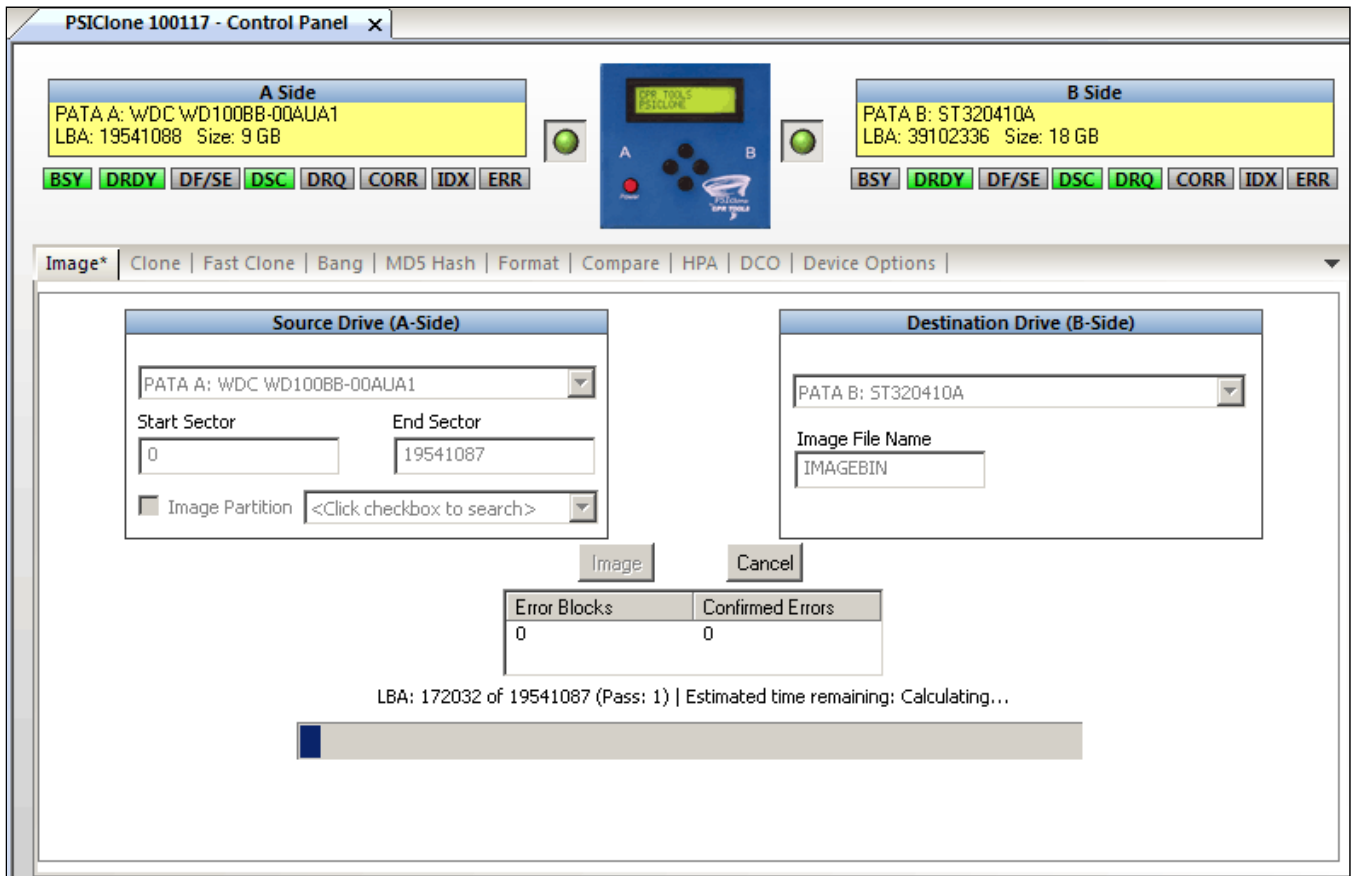 PSIClone 100117 - Control Panel x
A Side
PATA A: WDC WD100BB-00AUA1
LBA: 19541088 Size: 9 GB
BSY DRDY DF/SE DSC DRQ CORR IDX ERR
CPR TOOLS
PSICLONE
A B
Power
PSIClone
CPR TOOLS
B Side
PATA B: ST320410A
LBA: 39102336 Size: 18 GB
BSY DRDY DF/SE DSC DRQ CORR IDX ERR
Image* | Clone | Fast Clone | Bang | MD5 Hash | Format | Compare | HPA | DCO | Device Options |
Source Drive (A-Side)
PATA A: WDC WD100BB-00AUA1
Start Sector End Sector
0 19541087
Image Partition <Click checkbox to search>
Destination Drive (B-Side)
PATA B: ST320410A
Image File Name
IMAGEBIN
Image Cancel
Error Blocks Confirmed Errors
0 0
LBA: 172032 of 19541087 (Pass: 1) | Estimated time remaining: Calculating...